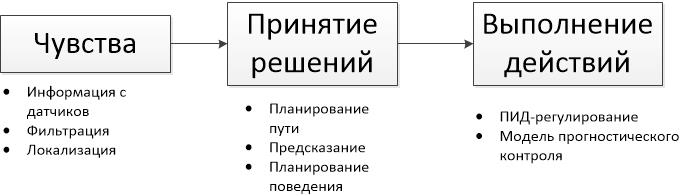 Чувства
• Информация с
датчиков
• Фильтрация
• Локализация
Принятие
решений
• Планирование
пути
• Предсказание
• Планирование
поведения
Выполнение
действий
• ПИД-регулирование
• Модель прогностического
контроля